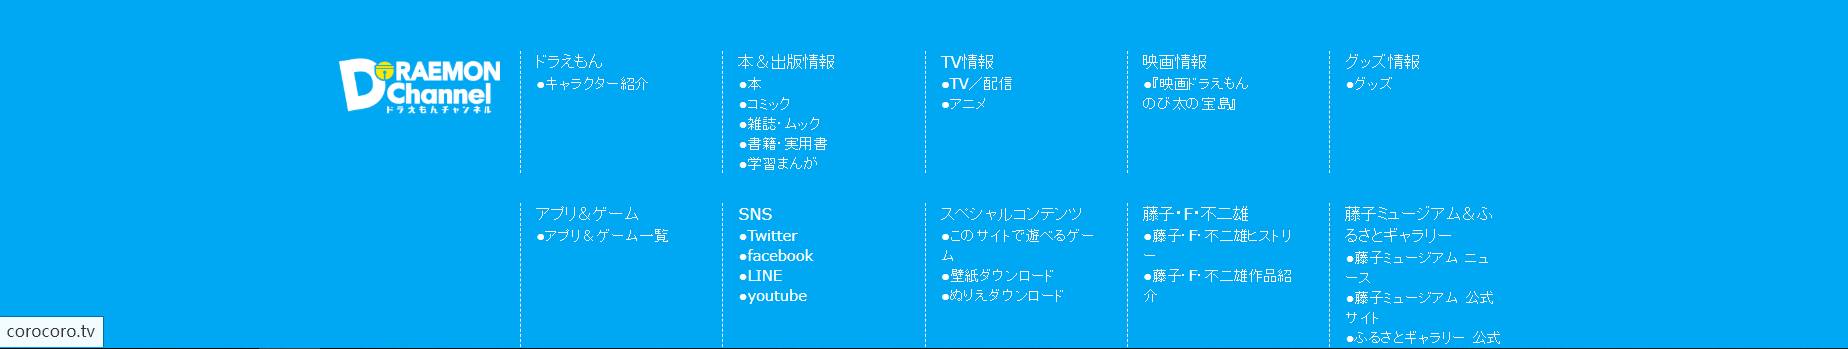 DORAEMON
Channel
ドラえもんチャンネル
ドラえもん
●キャラクター紹介
本＆出版情報
●本
●コミック
●雑誌・ムック
●書籍・実用書
●学習まんが
TV情報
●TV／配信
●アニメ
映画情報
●『映画ドラえもん
のび太の宝島』
グッズ情報
●グッズ
アプリ＆ゲーム
●アプリ＆ゲーム一覧
SNS
●Twitter
●facebook
●LINE
●youtube
スペシャルコンテンツ
●このサイトで遊べるゲー
ム
●壁紙ダウンロード
●ぬりえダウンロード
藤子・F・不二雄
●藤子・F・不二雄ヒストリ
ー
●藤子・F・不二雄作品紹
介
藤子ミュージアム＆ふ
るさとギャラリー
●藤子ミュージアム ニュ
ース
●藤子ミュージアム 公式
サイト
●ふるさとギャラリー 公式
corocoro.tv